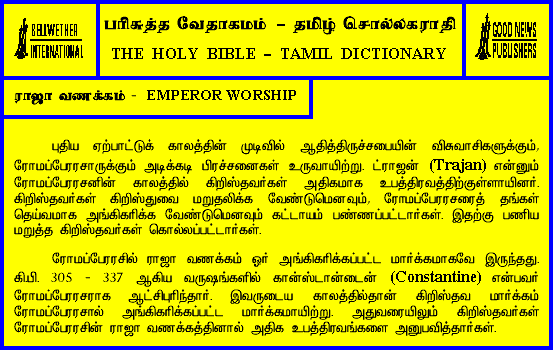 BELLWETHER
INTERNATIONAL
பரிசுத்த வேதாகமம் – தமிழ் சொல்லகராதி
THE HOLY BIBLE – TAMIL DICTIONARY
GOOD NEWS
PUBLISHERS
ராஜா வணக்கம் - EMPEROR WORSHIP
புதிய ஏற்பாட்டுக் காலத்தின் முடிவில் ஆதித்திருச்சபையின் விசுவாசிகளுக்கும்,
ரோமப்பேரரசாருக்கும் அடிக்கடி பிரச்சனைகள் உருவாயிற்று. ட்ராஜன் (Trajan) என்னும்
ரோமப்பேரரசனின் காலத்தில் கிறிஸ்தவர்கள் அதிகமாக உபத்திரவத்திற்குள்ளாயினர்.
கிறிஸ்தவர்கள் கிறிஸ்துவை மறுதலிக்க வேண்டுமெனவும், ரோமப்பேரரசரைத் தங்கள்
தெய்வமாக அங்கிகரிக்க வேண்டுமெனவும் கட்டாயம் பண்ணப்பட்டார்கள். இதற்கு பணிய
மறுத்த கிறிஸ்தவர்கள் கொல்லப்பட்டார்கள்.
ரோமப்பேரரசில் ராஜா வணக்கம் ஓர் அங்கிகரிக்கப்பட்ட மார்க்கமாகவே இருந்தது.
கி.பி. 305 - 337 ஆகிய வருஷங்களில் கான்ஸ்டான்டைன் (Constantine) என்பவர்
ரோமப்பேரரசராக ஆட்சிபுரிந்தார். இவருடைய காலத்தில்தான் கிறிஸ்தவ மார்க்கம்
ரோமப்பேரரசால் அங்கிகரிக்கப்பட்ட மார்க்கமாயிற்று. அதுவரையிலும் கிறிஸ்தவர்கள்
ரோமப்பேரரசின் ராஜா வணக்கத்தினால் அதிக உபத்திரவங்களை அனுபவித்தார்கள்.